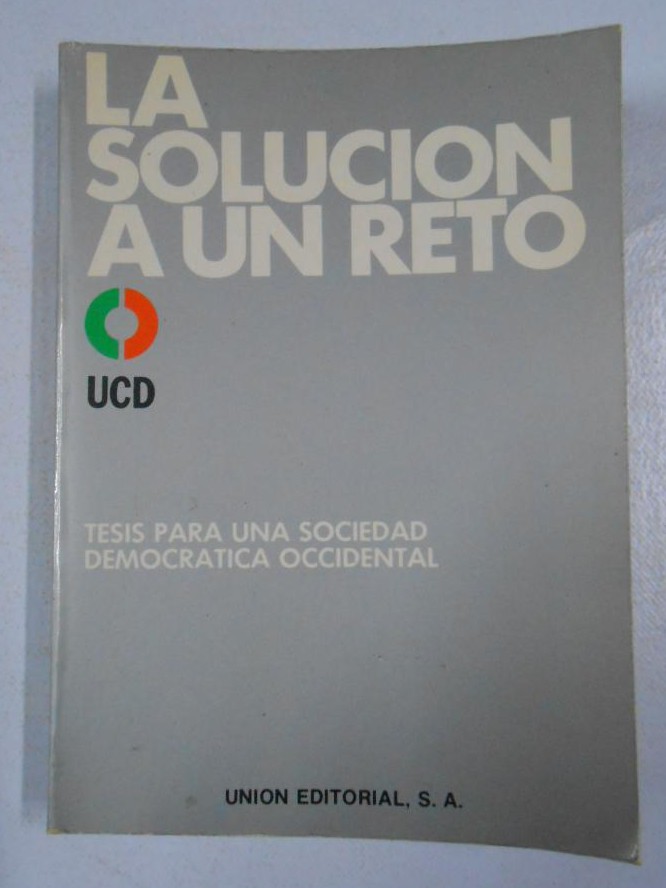 LA
SOLUCION
A UN RETO
UCD
TESIS PARA UNA SOCIEDAD
DEMOCRATICA OCCIDENTAL
UNION EDITORIAL, S. A.